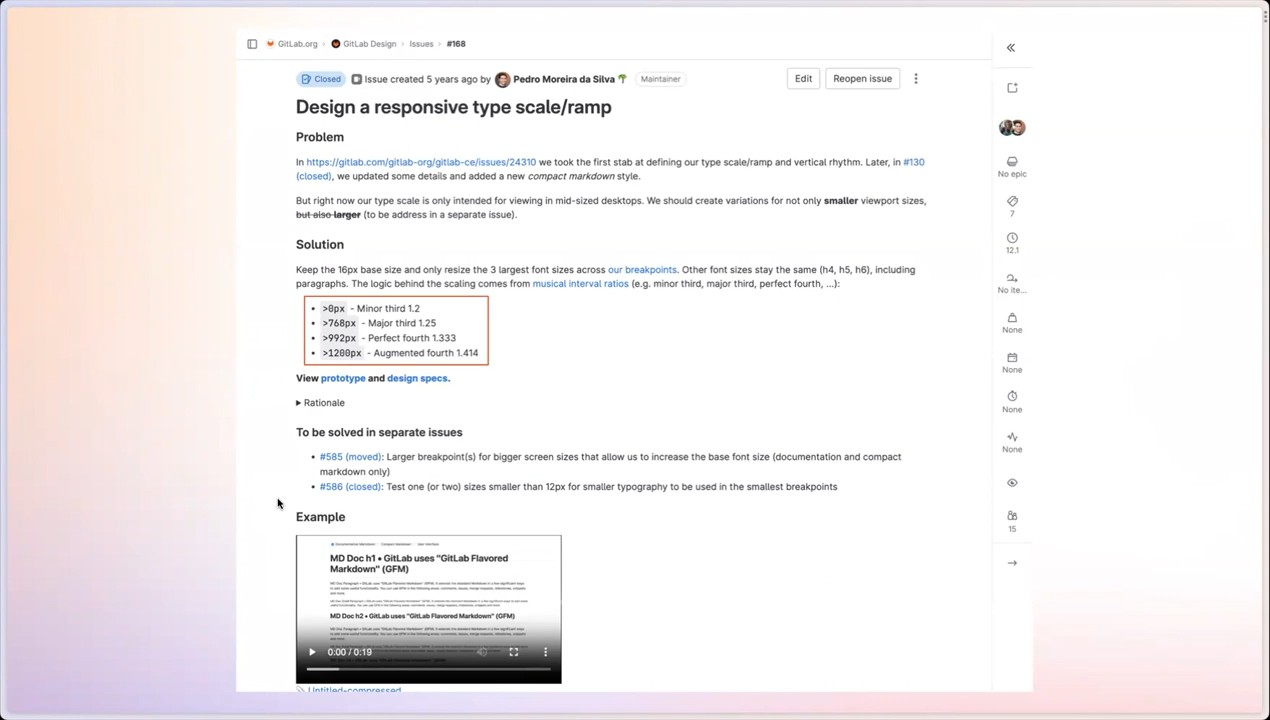 GitLab.org › GitLab Design › Issues › #168
Closed Issue created 5 years ago by Pedro Moreira da Silva Maintainer Edit Reopen issue
Design a responsive type scale/ramp
Problem
In https://gitlab.com/gitlab-org/gitlab-ce/issues/24310 we took the first stab at defining our type scale/ramp and vertical rhythm. Later, in #130
(closed), we updated some details and added a new compact markdown style.
But right now our type scale is only intended for viewing in mid-sized desktops. We should create variations for not only smaller viewport sizes,
but also larger (to be address in a separate issue).
Solution
Keep the 16px base size and only resize the 3 largest font sizes across our breakpoints. Other font sizes stay the same (h4, h5, h6), including
paragraphs. The logic behind the scaling comes from musical interval ratios (e.g. minor third, major third, perfect fourth, ...):
• >0px - Minor third 1.2
• >768px - Major third 1.25
• >992px - Perfect fourth 1.333
• >1200px - Augmented fourth 1.414
View prototype and design specs.
Rationale
To be solved in separate issues
• #585 (moved): Larger breakpoint(s) for bigger screen sizes that allow us to increase the base font size (documentation and compact
markdown only)
• #586 (closed): Test one (or two) sizes smaller than 12px for smaller typography to be used in the smallest breakpoints
Example
MD Doc h1 • GitLab uses "GitLab Flavored
Markdown" (GFM)
MD Doc h2 • GitLab uses "GitLab Flavored Markdown" (GFM)
0:00 / 0:19
Untitled-compressed
No epic
7
12.1
No ite...
None
None
None
None
15